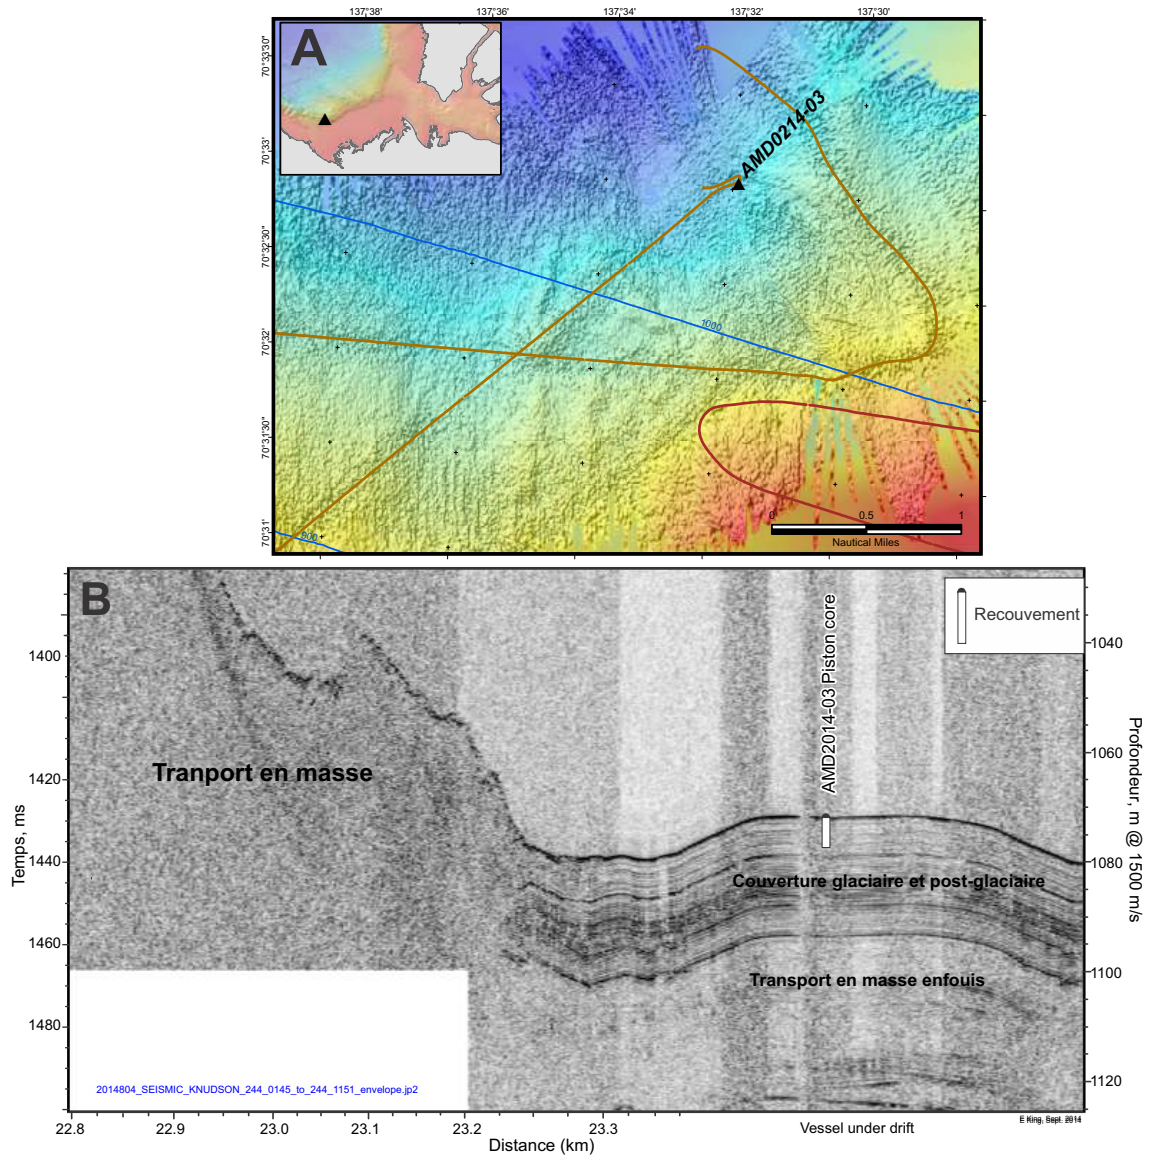 137°38'
137°36'
137°34'
137°32'
137°30'
A
70°33'30"
70°33'
70°32'30"
70°32'
70°31'30"
70°31'
AMD0214-03
1000
900
0
0.5
1
Nautical Miles
B
Recouvement
AMD2014-03 Piston core
Tranport en masse
Couverture glaciaire et post-glaciaire
Transport en masse enfouis
Temps, ms
1400
1420
1440
1460
1480
Profondeur, m @ 1500 m/s
1040
1060
1080
1100
1120
2014804_SEISMIC_KNUDSON_244_0145_to_244_1151_envelope.jp2
E King, Sept. 2014
22.8
22.9
23.0
23.1
23.2
23.3
Vessel under drift
Distance (km)